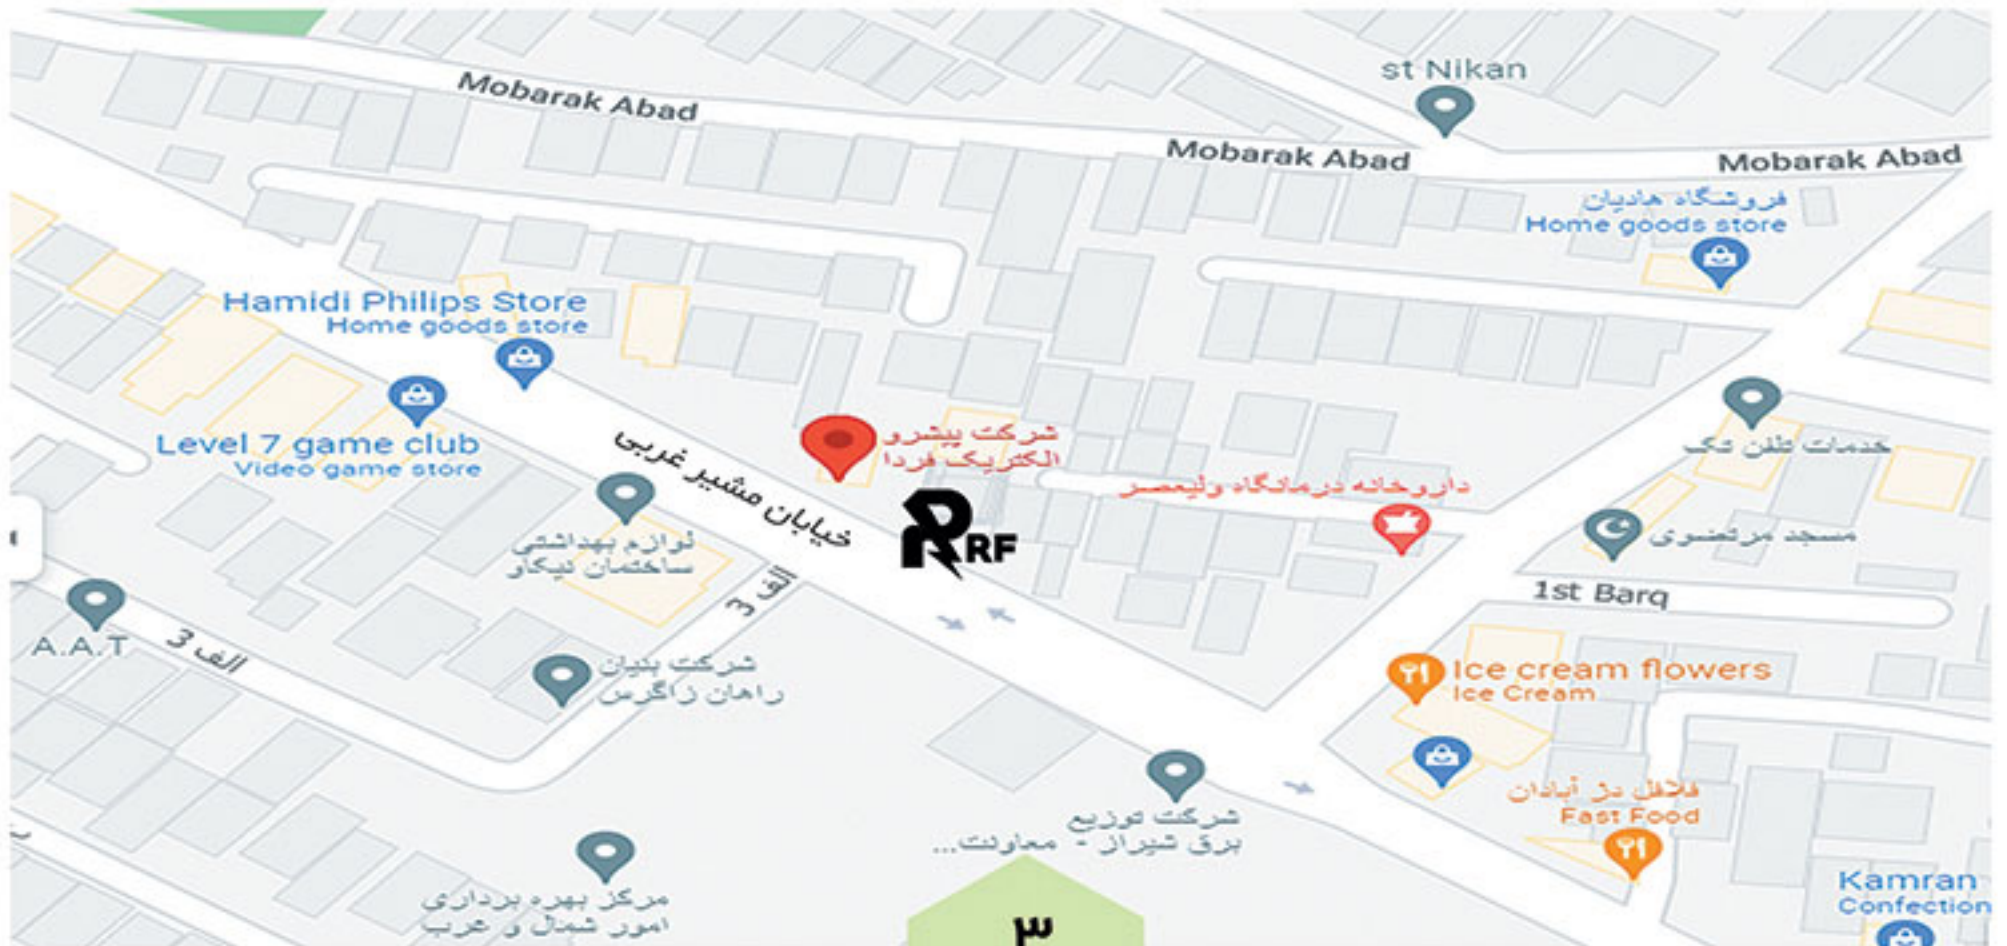 st Nikan
Mobarak Abad
Mobarak Abad
Mobarak Abad
فروشگاه هادیان
Home goods store
Hamidi Philips Store
Home goods store
Level 7 game club
Video game store
خیابان مشیر غربی
شرکت پیشرو
الکتریک فردا
RF
داروخانه درمانگاه ولیعصر
خدمات تلفن تک
مسجد مرتضوی
لوازم بهداشتی
ساختمان نیکاو
الف 3
1st Barq
A.A.T
الف 3
شرکت بنیان
راهان زاگرس
Ice cream flowers
Ice Cream
شرکت توزیع
برق شیراز - معاونت...
فلافل دژ آبادان
Fast Food
مرکز بهره برداری
امور شمال و غرب
Kamran
Confection
۳